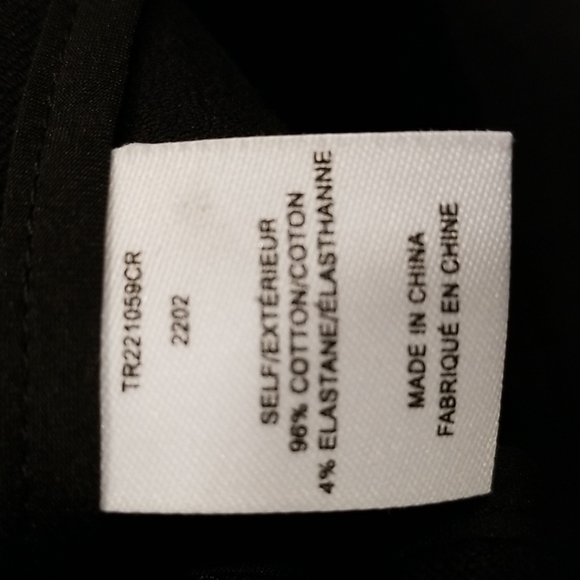 TR221059CR
2202
SELF/EXTÉRIEUR
96% COTTON/COTON
4% ELASTANE/ÉLASTHANNE
MADE IN CHINA
FABRIQUÉ EN CHINE